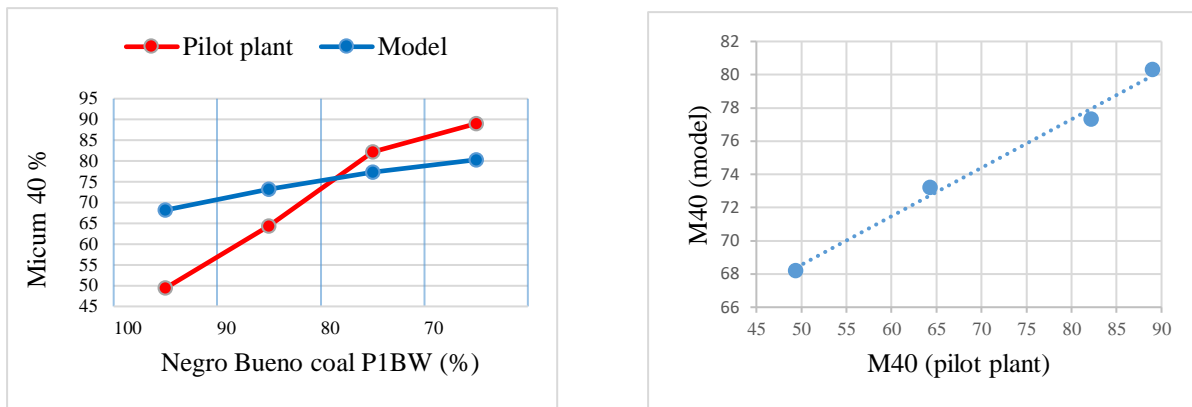 Pilot plant Model
95
90
85
80
75
70
65
60
55
50
45
Micum 40 %
100 90 80 70
Negro Bueno coal P1BW (%)
82
80
78
76
74
72
70
68
66
M40 (model)
45 50 55 60 65 70 75 80 85 90
M40 (pilot plant)